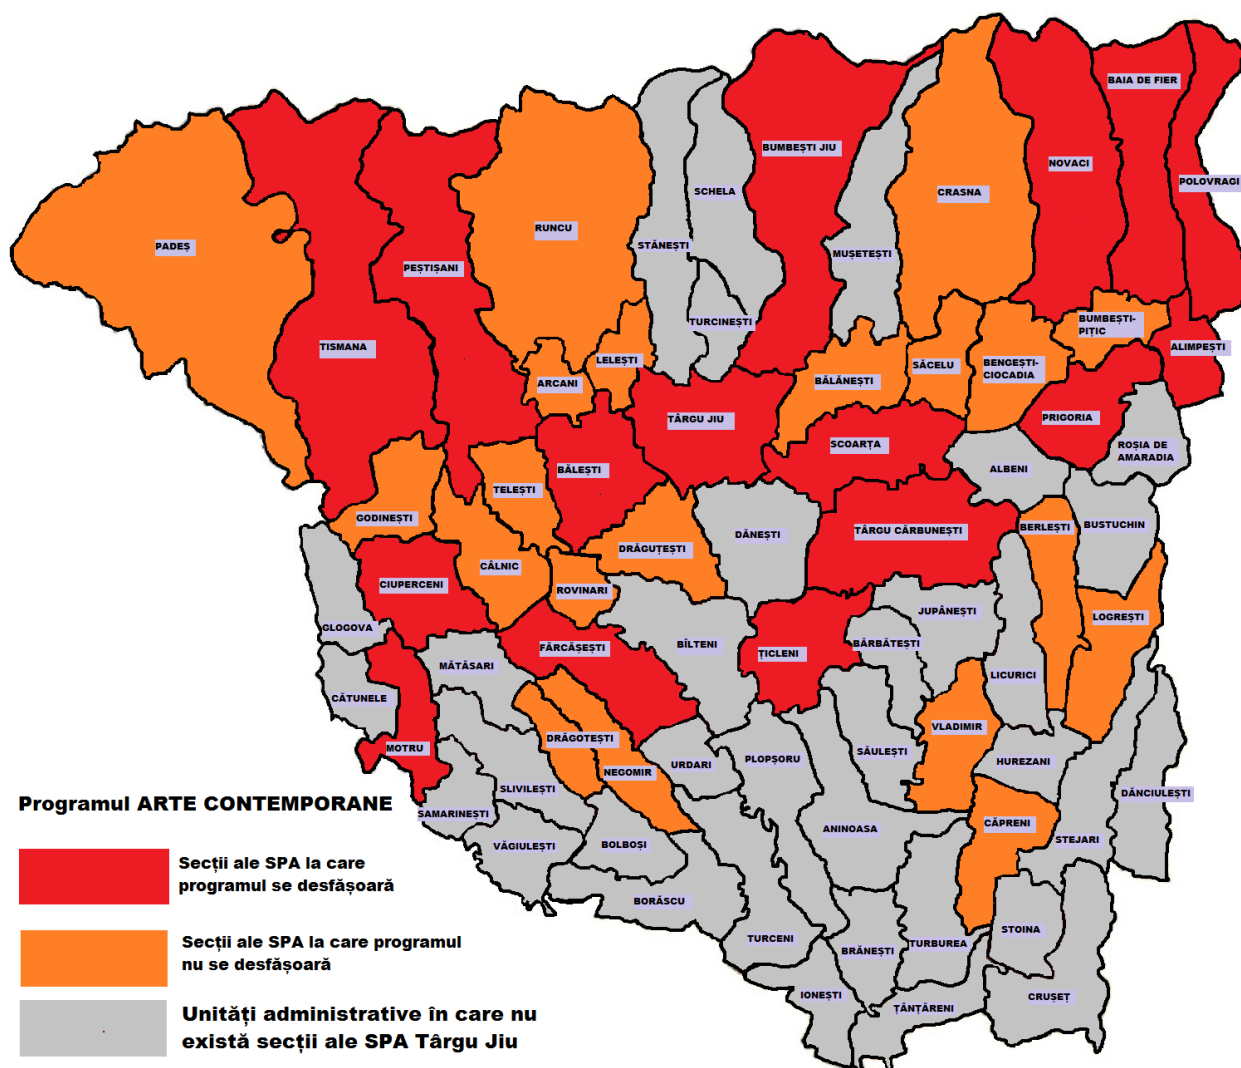 BAIA DE FIER
BUMBEȘTI JIU
NOVACI
POLOVRAGI
SCHELA
CRASNA
RUNCU
STĂNEȘTI
PADEȘ
MUȘETEȘTI
PEȘTIȘANI
TURCINEȘTI
BUMBEȘTI-
PIȚIC
TISMANA
ALIMPEȘTI
LELEȘTI
SĂCELU
BENGEȘTI-
CIOCADIA
ARCANI
BĂLĂNEȘTI
TÂRGU JIU
PRIGORIA
SCOARȚA
ROȘIA DE
AMARADIA
BĂLEȘTI
ALBENI
TELEȘTI
GODINEȘTI
BERLEȘTI
BUSTUCHIN
TÂRGU CĂRBUNEȘTI
DĂNEȘTI
DRĂGUȚEȘTI
CÂLNIC
CIUPERCENI
ROVINARI
JUPÂNEȘTI
LOGREȘTI
GLOGOVA
BÎLTENI
BĂRBĂTEȘTI
FĂRCĂȘEȘTI
ȚICLENI
MĂTĂSARI
LICURICI
CĂTUNELE
VLADIMIR
DRĂGOTEȘTI
MOTRU
SĂULEȘTI
PLOPȘORU
HUREZANI
URDARI
NEGOMIR
SLIVILEȘTI
DĂNCIULEȘTI
SAMARINEȘTI
CĂPRENI
ANINOASA
STEJARI
BOLBOȘI
VĂGIULEȘTI
BORĂSCU
STOINA
TURCENI
TURBUREA
BRĂNEȘTI
IONEȘTI
CRUȘEȚ
ȚÂNȚĂRENI
Programul ARTE CONTEMPORANE
Secții ale SPA la care
programul se desfășoară
Secții ale SPA la care programul
nu se desfășoară
Unități administrative în care nu
există secții ale SPA Târgu Jiu